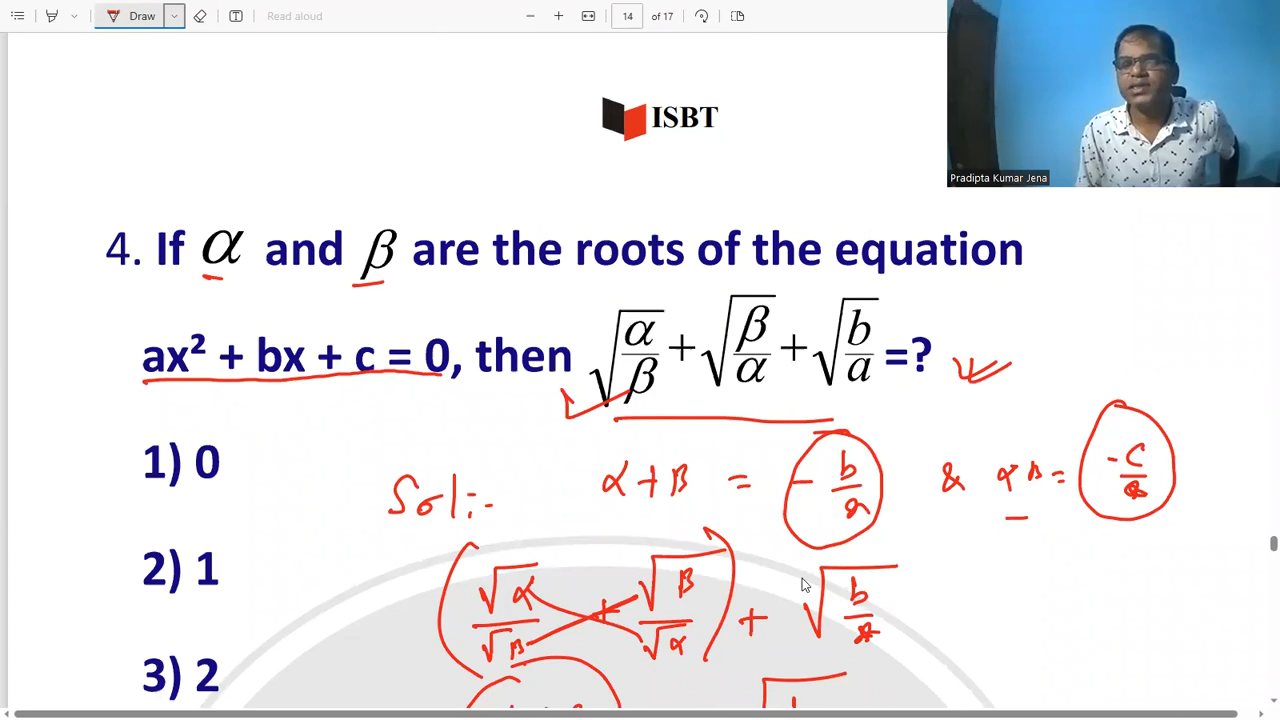 Draw
Read aloud
14 of 17
Pradipta Kumar Jena
ISBT
4. If α and β are the roots of the equation
ax² + bx + c = 0, then √(α/β) + √(β/α) + √(b/a) =?
1) 0
Sol:- α + β = - b/a & αβ = - c/a
2) 1
(√α/√β + √β/√α) + √(b/a)
3) 2